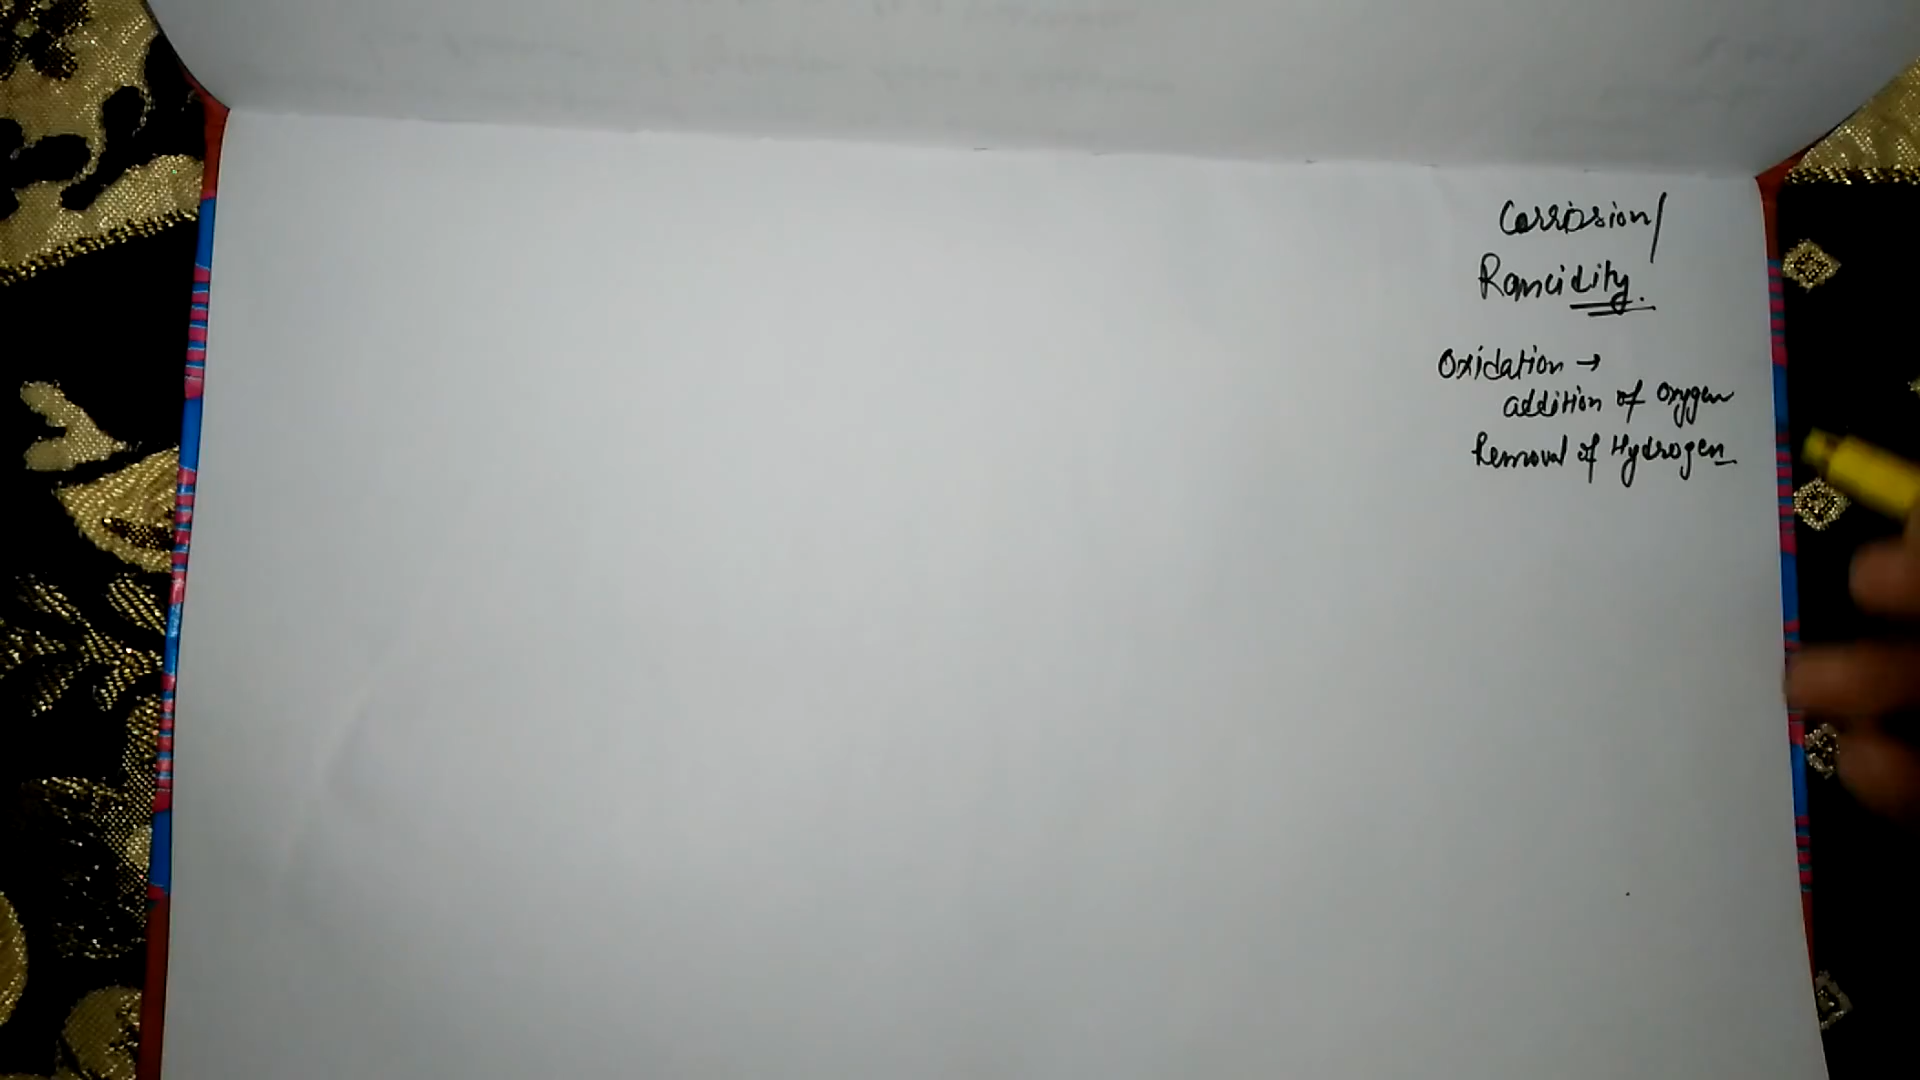 Corrosion/
Rancidity.
Oxidation →
addition of oxygen
Removal of Hydrogen